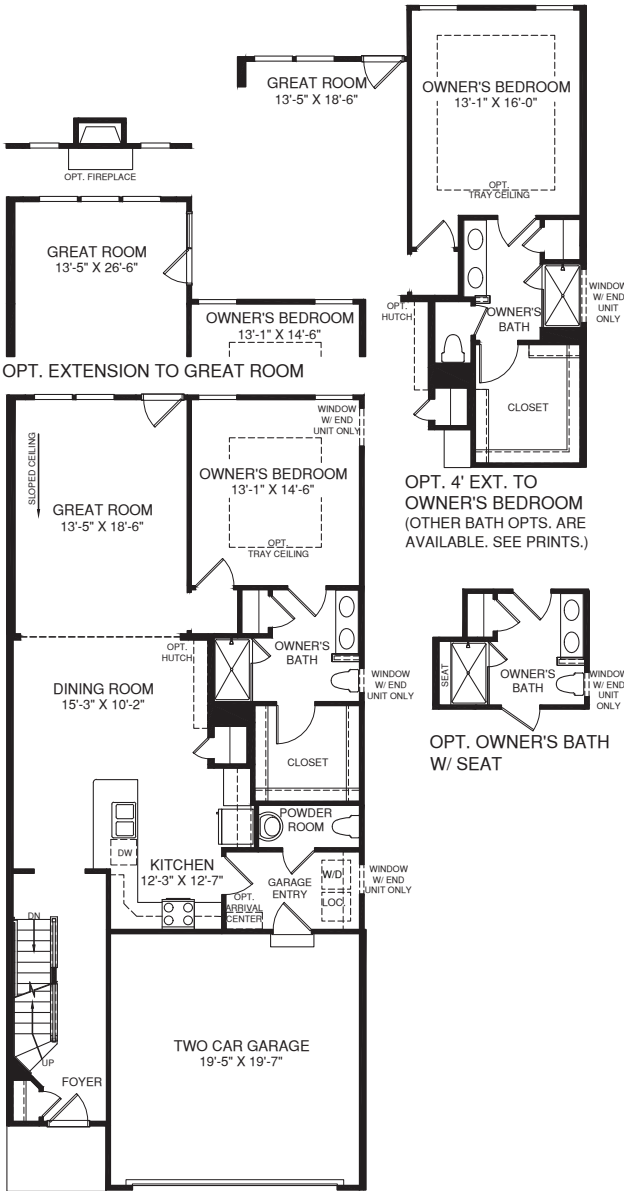 GREAT ROOM
13'-5" X 18'-6"
OWNER'S BEDROOM
13'-1" X 16'-0"
OPT.
TRAY CEILING
OPT. FIREPLACE
GREAT ROOM
13'-5" X 26'-6"
OWNER'S BEDROOM
13'-1" X 14'-6"
OPT. EXTENSION TO GREAT ROOM
OPT.
HUTCH
OWNER'S
BATH
WINDOW
W/ END
UNIT
ONLY
CLOSET
OPT. 4' EXT. TO
OWNER'S BEDROOM
(OTHER BATH OPTS. ARE
AVAILABLE. SEE PRINTS.)
SLOPED CEILING
GREAT ROOM
13'-5" X 18'-6"
WINDOW
W/ END
UNIT ONLY
OWNER'S BEDROOM
13'-1" X 14'-6"
OPT.
TRAY CEILING
OPT.
HUTCH
OWNER'S
BATH
WINDOW
W/ END
UNIT ONLY
DINING ROOM
15'-3" X 10'-2"
CLOSET
SEAT
OWNER'S
BATH
WINDOW
W/ END
UNIT
ONLY
OPT. OWNER'S BATH
W/ SEAT
POWDER
ROOM
DW
KITCHEN
12'-3" X 12'-7"
GARAGE
ENTRY
W/D
LOC
WINDOW
W/ END
UNIT ONLY
OPT.
ARRIVAL
CENTER
DN
UP
FOYER
TWO CAR GARAGE
19'-5" X 19'-7"